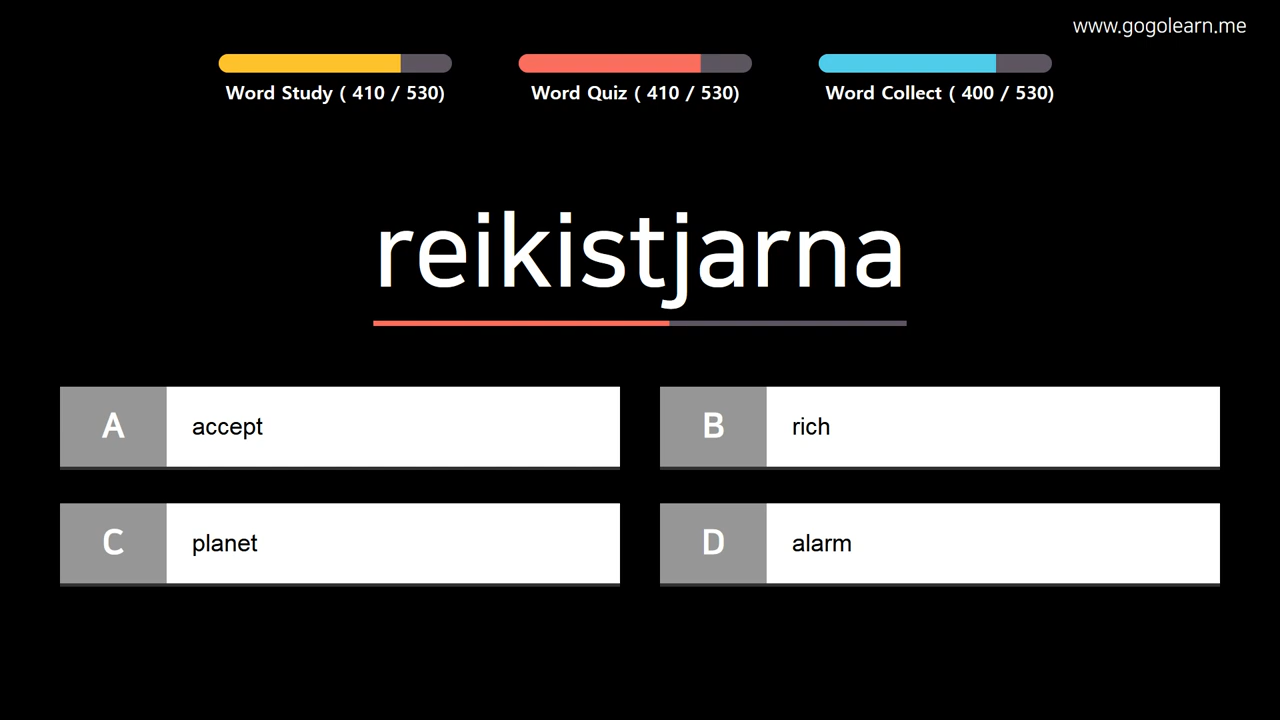 www.gogolearn.me
Word Study ( 410 / 530)
Word Quiz ( 410 / 530)
Word Collect ( 400 / 530)
reikistjarna
A accept
B rich
C planet
D alarm